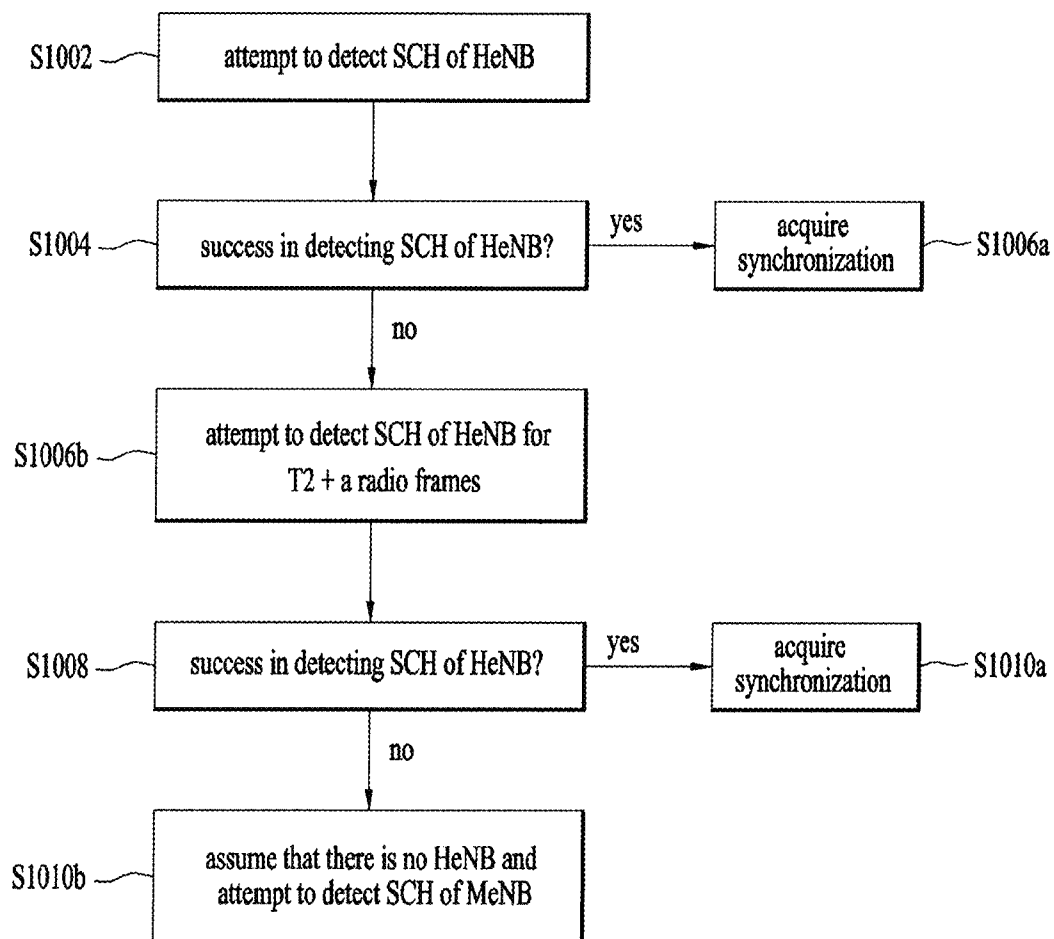 S1002
attempt to detect SCH of HeNB
S1004
success in detecting SCH of HeNB?
yes
acquire
synchronization
S1006a
no
S1006b
attempt to detect SCH of HeNB for
T2 + a radio frames
S1008
success in detecting SCH of HeNB?
yes
acquire
synchronization
S1010a
no
S1010b
assume that there is no HeNB and
attempt to detect SCH of MeNB